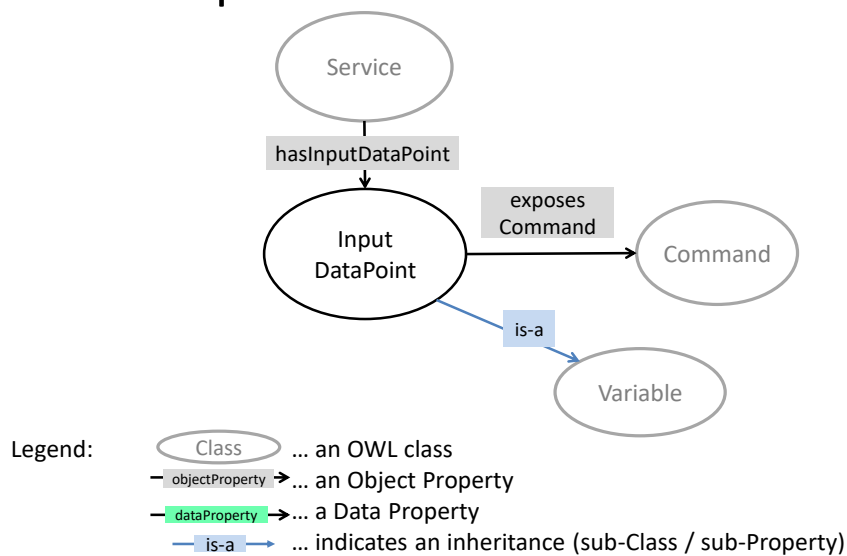 Service
hasInputDataPoint
exposes
Command
Input
DataPoint
Command
is-a
Variable
Legend:
Class
... an OWL class
objectProperty
... an Object Property
dataProperty
... a Data Property
is-a
... indicates an inheritance (sub-Class / sub-Property)